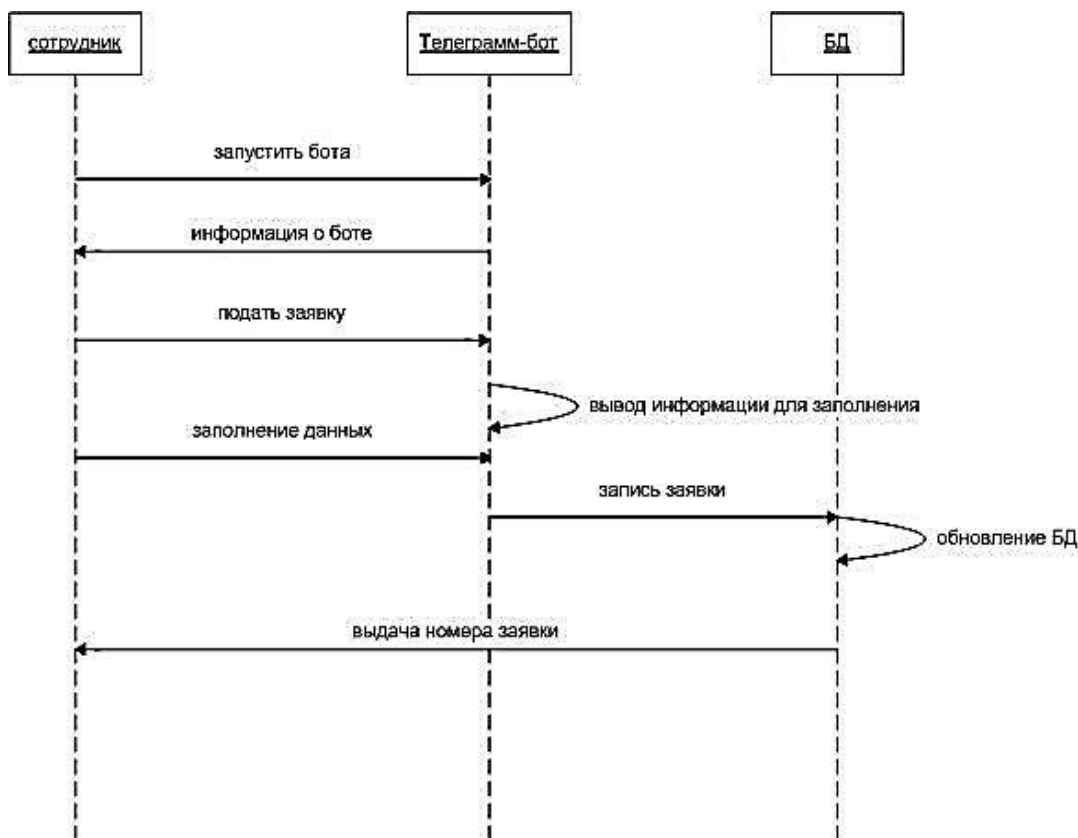 сотрудник
Телеграмм-бот
БД
запустить бота
информация о боте
подать заявку
вывод информации для заполнения
заполнение данных
запись заявки
обновление БД
выдача номера заявки